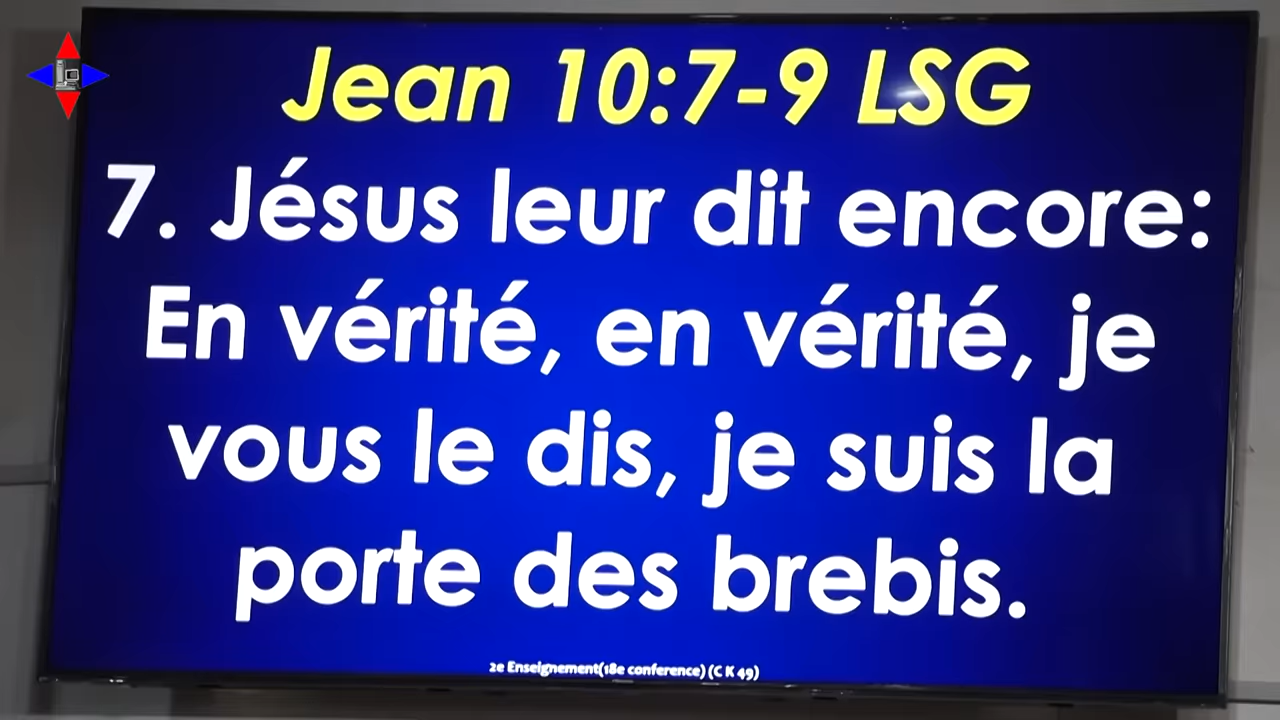 Jean 10:7-9 LSG
7. Jésus leur dit encore:
En vérité, en vérité, je
vous le dis, je suis la
porte des brebis.
2e Enseignement(18e conference) (C K 49)